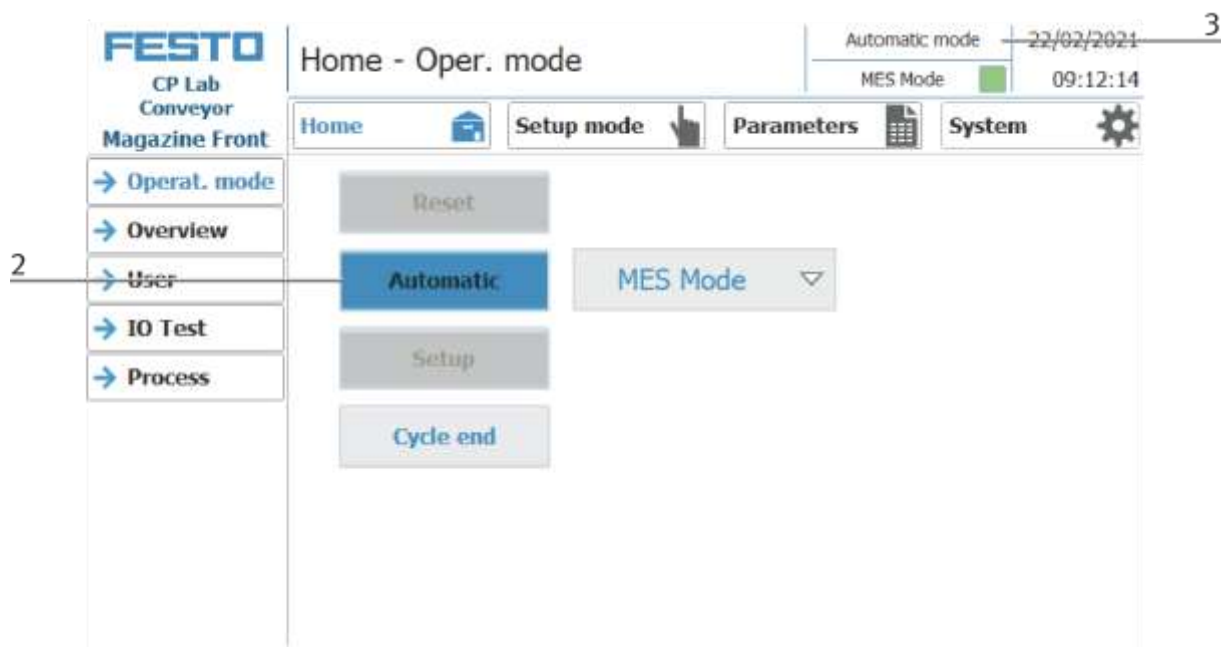 FESTO
CP Lab
Conveyor
Magazine Front
Home - Oper. mode
Automatic mode
MES Mode
22/02/2021
09:12:14
3
Home
Setup mode
Parameters
System
Operat. mode
Overview
User
IO Test
Process
2
Reset
Automatic
MES Mode
Setup
Cycle end